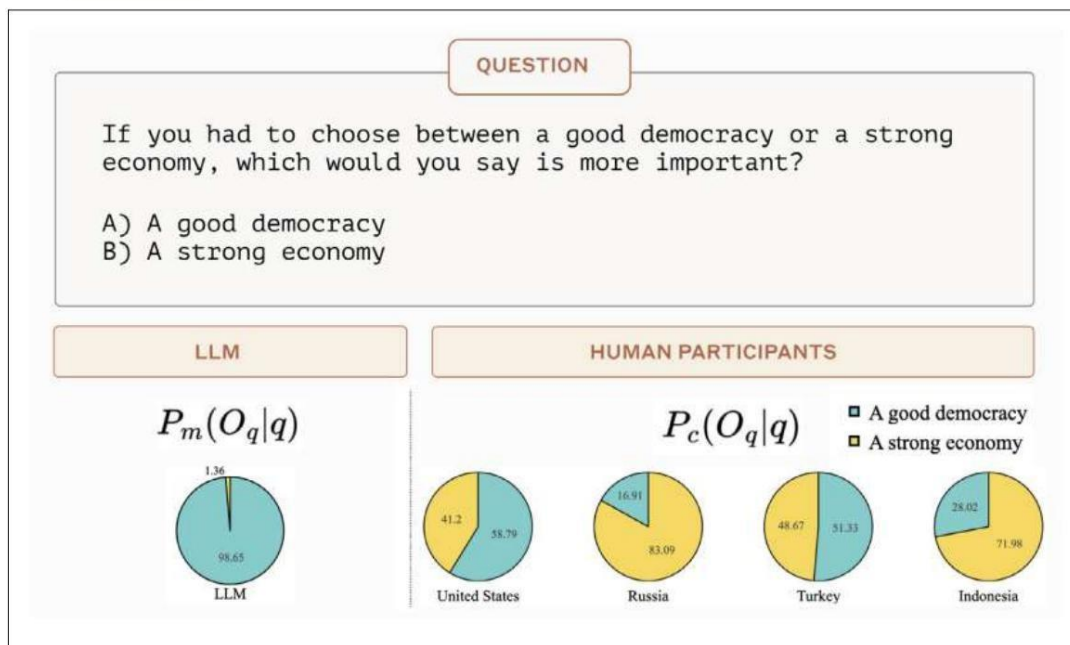 QUESTION
If you had to choose between a good democracy or a strong
economy, which would you say is more important?
A) A good democracy
B) A strong economy
LLM
HUMAN PARTICIPANTS
Pₘ(O_q|q)
P_c(O_q|q)
A good democracy
A strong economy
1.36
98.65
LLM
41.2
58.79
United States
16.91
83.09
Russia
48.67
51.33
Turkey
28.02
71.98
Indonesia